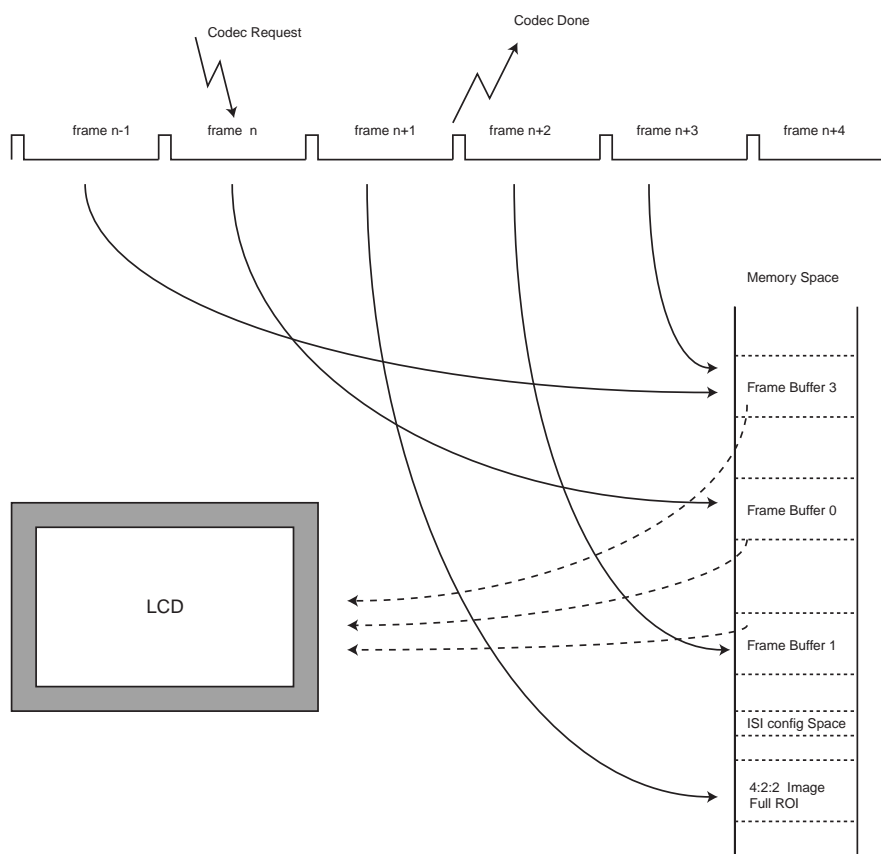 Codec Request
Codec Done
frame n-1
frame n
frame n+1
frame n+2
frame n+3
frame n+4
Memory Space
Frame Buffer 3
Frame Buffer 0
LCD
Frame Buffer 1
ISI config Space
4:2:2 Image
Full ROI